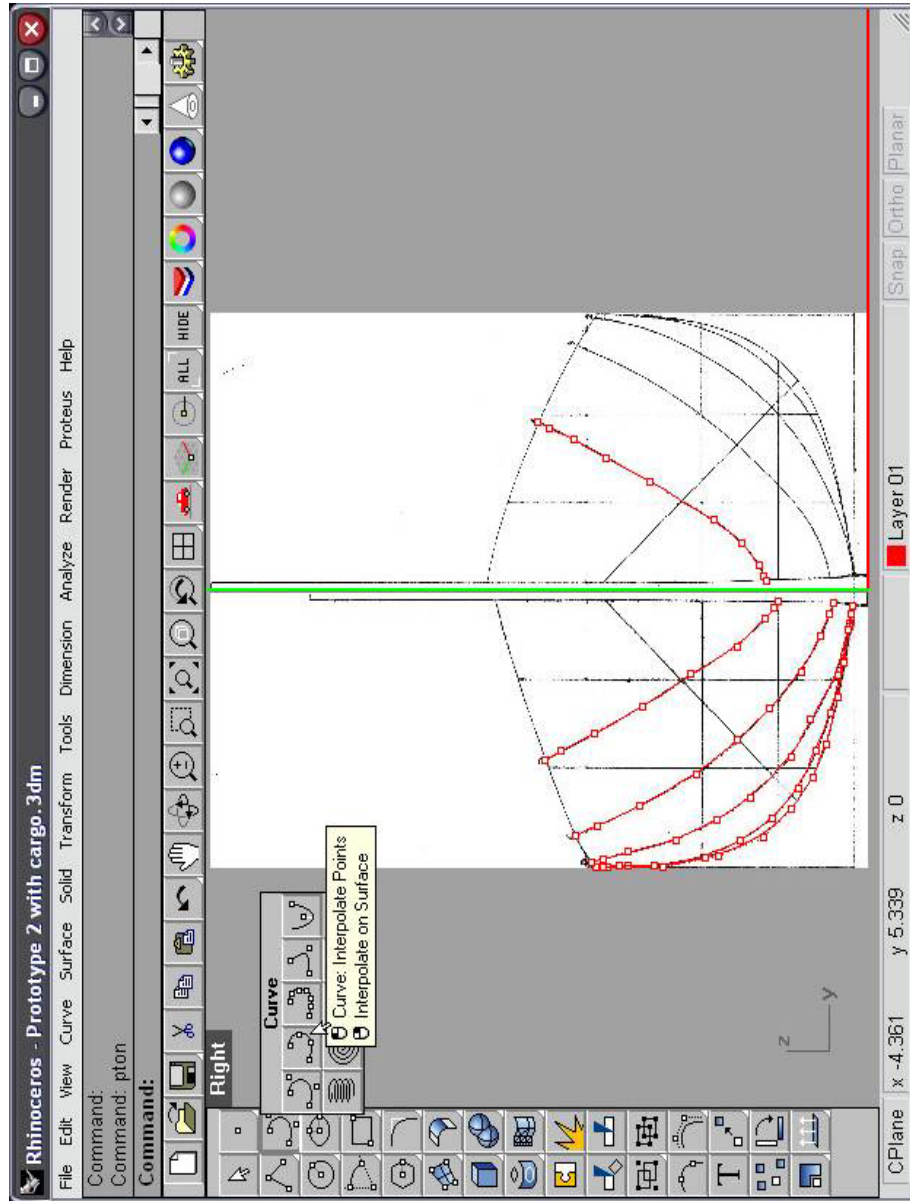 Rhinoceros - Prototype 2 with cargo.3dm
File Edit View Curve Surface Solid Transform Tools Dimension Analyze Render Proteus Help
Command:
Command: pton
Command:
ALL HIDE
Right
Curve
Curve: Interpolate Points
Interpolate on Surface
T
z
y
CPlane x -4.361 y 5.339 z 0 Layer 01 Snap Ortho Planar